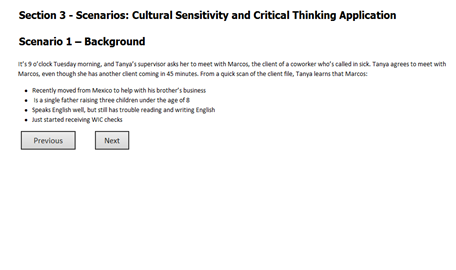 Section 3 - Scenarios: Cultural Sensitivity and Critical Thinking Application
Scenario 1 – Background
It's 9 o'clock Tuesday morning, and Tanya's supervisor asks her to meet with Marcos, the client of a coworker who's called in sick. Tanya agrees to meet with
Marcos, even though she has another client coming in 45 minutes. From a quick scan of the client file, Tanya learns that Marcos:
• Recently moved from Mexico to help with his brother's business
• is a single father raising three children under the age of 8
• Speaks English well, but still has trouble reading and writing English
• Just started receiving WIC checks
Previous Next